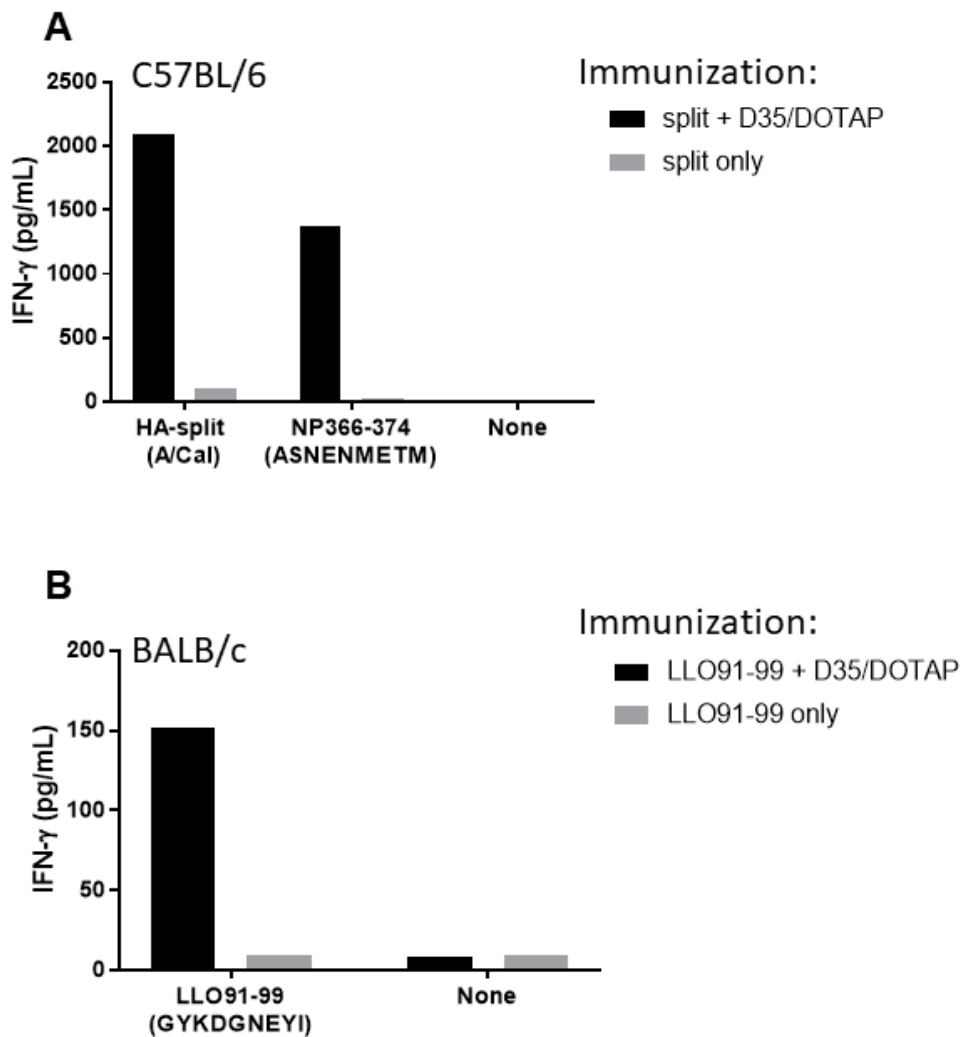 A
C57BL/6
Immunization:
split + D35/DOTAP
split only
IFN-γ (pg/mL)
2500
2000
1500
1000
500
0
HA-split
(A/Cal)
NP366-374
(ASNENMETM)
None
B
BALB/c
Immunization:
LLO91-99 + D35/DOTAP
LLO91-99 only
IFN-γ (pg/mL)
200
150
100
50
0
LLO91-99
(GYKDGNEYI)
None